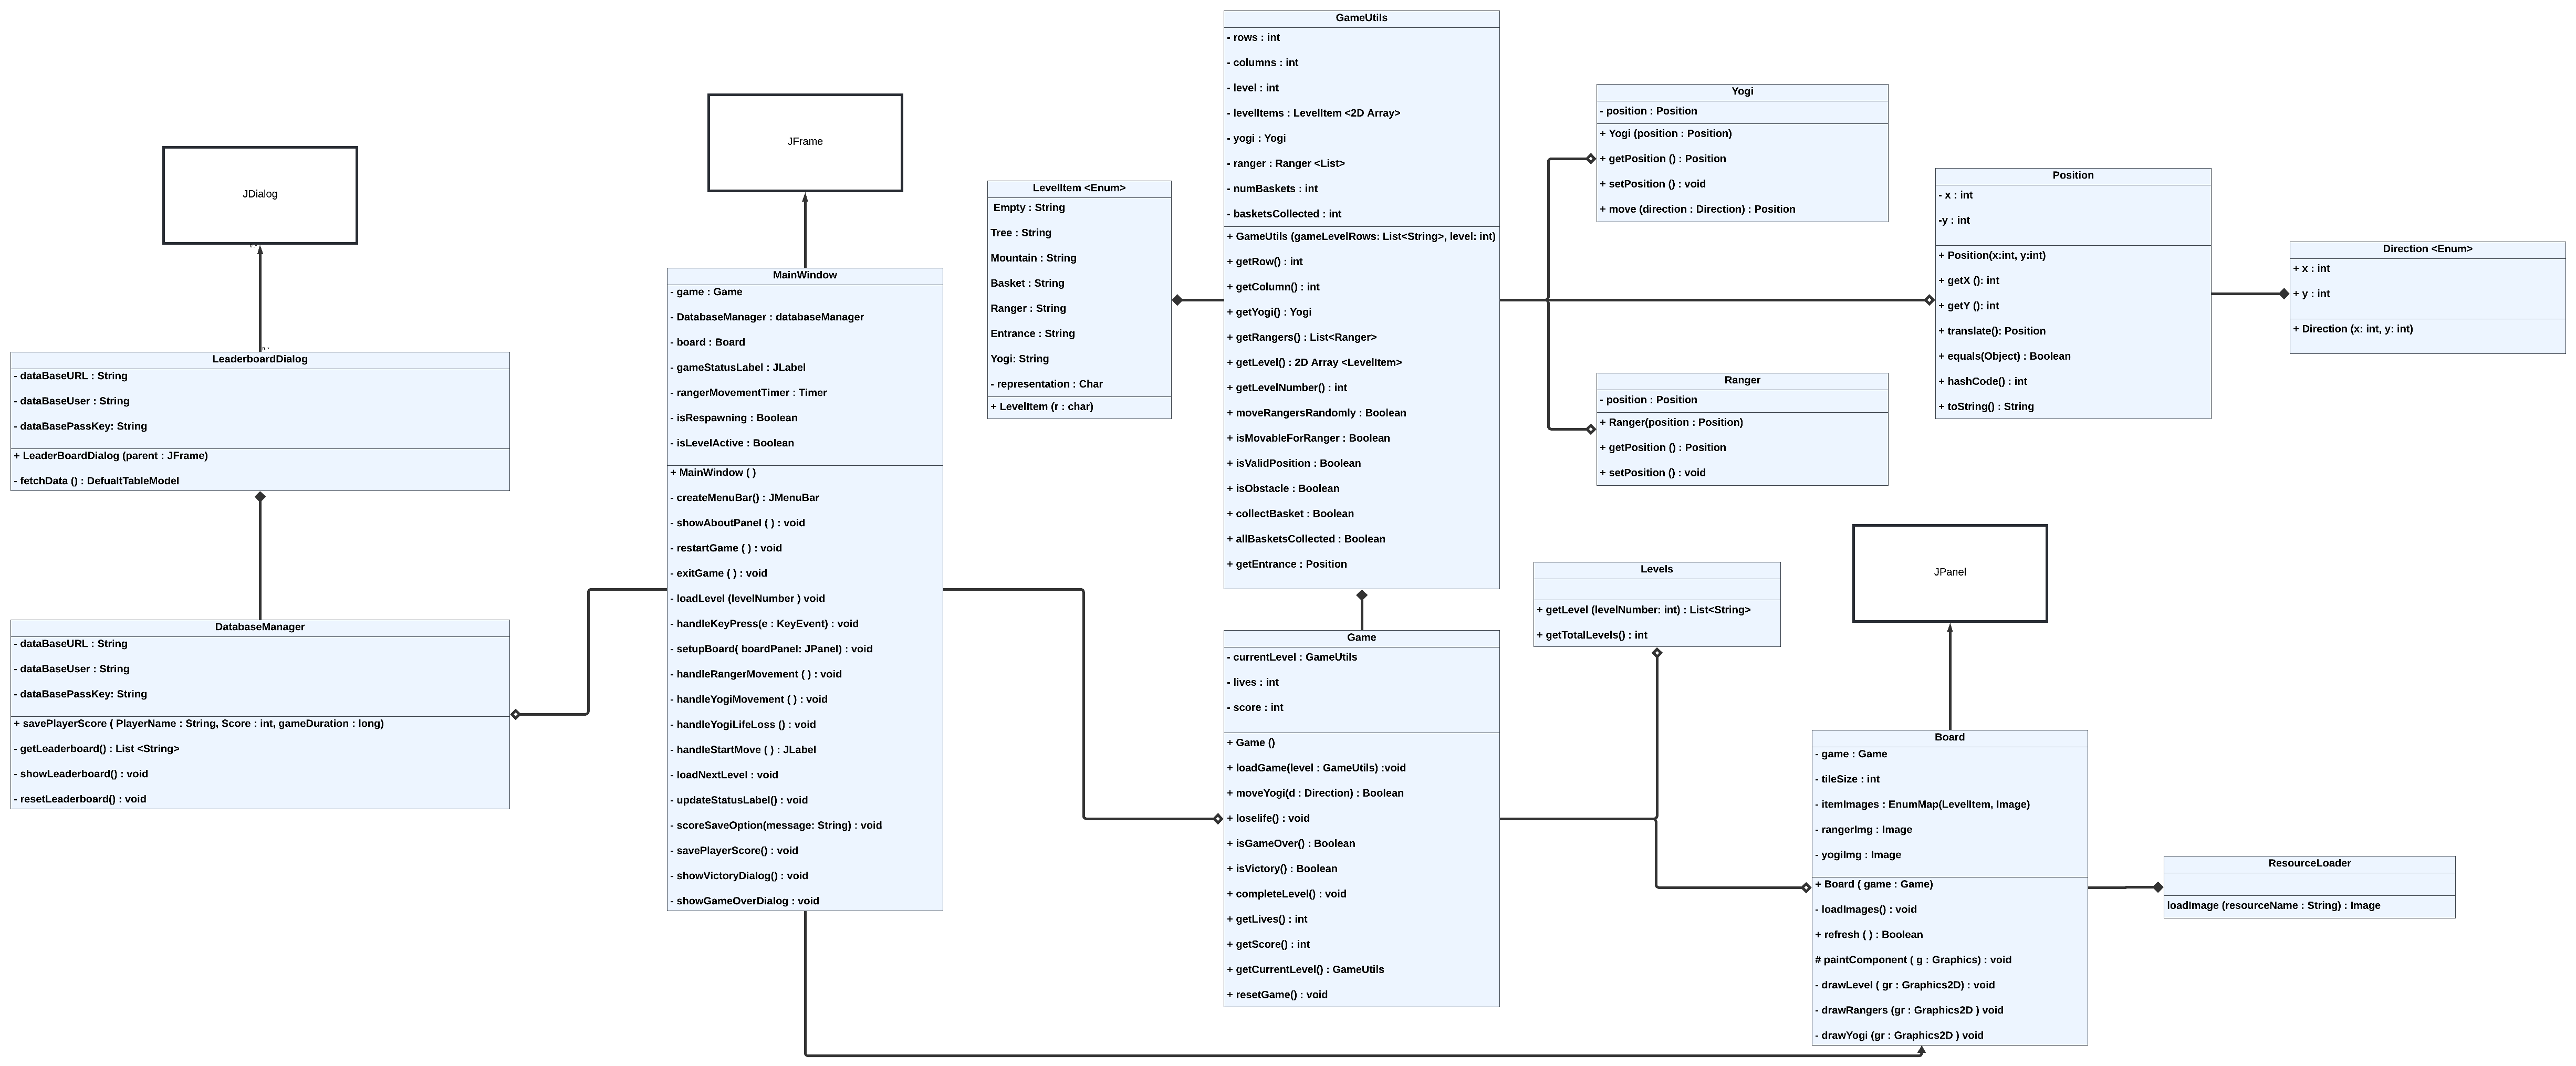 JDialog
LeaderboardDialog
- dataBaseURL : String
- dataBaseUser : String
- dataBasePassKey: String
+ LeaderBoardDialog (parent : JFrame)
- fetchData () : DefualtTableModel
DatabaseManager
- dataBaseURL : String
- dataBaseUser : String
- dataBasePassKey: String
+ savePlayerScore ( PlayerName : String, Score : int, gameDuration : long)
- getLeaderboard() : List <String>
- showLeaderboard() : void
- resetLeaderboard() : void
JFrame
MainWindow
- game : Game
- DatabaseManager : databaseManager
- board : Board
- gameStatusLabel : JLabel
- rangerMovementTimer : Timer
- isRespawning : Boolean
- isLevelActive : Boolean
+ MainWindow ( )
- createMenuBar() : JMenuBar
- showAboutPanel ( ) : void
- restartGame ( ) : void
- exitGame ( ) : void
- loadLevel (levelNumber ) void
- handleKeyPress(e : KeyEvent) : void
- setupBoard( boardPanel: JPanel) : void
- handleRangerMovement ( ) : void
- handleYogiMovement ( ) : void
- handleYogiLifeLoss () : void
- handleStartMove ( ) : JLabel
- loadNextLevel : void
- updateStatusLabel() : void
- scoreSaveOption(message: String) : void
- savePlayerScore() : void
- showVictoryDialog() : void
- showGameOverDialog : void
LevelItem <Enum>
Empty : String
Tree : String
Mountain : String
Basket : String
Ranger : String
Entrance : String
Yogi: String
- representation : Char
+ LevelItem (r : char)
GameUtils
- rows : int
- columns : int
- level : int
- levelItems : LevelItem <2D Array>
- yogi : Yogi
- ranger : Ranger <List>
- numBaskets : int
- basketsCollected : int
+ GameUtils (gameLevelRows: List<String>, level: int)
+ getRow() : int
+ getColumn() : int
+ getYogi() : Yogi
+ getRangers() : List<Ranger>
+ getLevel() : 2D Array <LevelItem>
+ getLevelNumber() : int
+ moveRangersRandomly : Boolean
+ isMovableForRanger : Boolean
+ isValidPosition : Boolean
+ isObstacle : Boolean
+ collectBasket : Boolean
+ allBasketsCollected : Boolean
+ getEntrance : Position
Game
- currentLevel : GameUtils
- lives : int
- score : int
+ Game ()
+ loadGame(level : GameUtils) :void
+ moveYogi(d : Direction) : Boolean
+ loselife() : void
+ isGameOver() : Boolean
+ isVictory() : Boolean
+ completeLevel() : void
+ getLives() : int
+ getScore() : int
+ getCurrentLevel() : GameUtils
+ resetGame() : void
Yogi
- position : Position
+ Yogi (position : Position)
+ getPosition () : Position
+ setPosition () : void
+ move (direction : Direction) : Position
Ranger
- position : Position
+ Ranger(position : Position)
+ getPosition () : Position
+ setPosition () : void
Levels
+ getLevel (levelNumber: int) : List<String>
+ getTotalLevels() : int
Position
- x : int
-y : int
+ Position(x:int, y:int)
+ getX (): int
+ getY (): int
+ translate(): Position
+ equals(Object) : Boolean
+ hashCode() : int
+ toString() : String
Direction <Enum>
+ x : int
+ y : int
+ Direction (x: int, y: int)
JPanel
Board
- game : Game
- tileSize : int
- itemImages : EnumMap(LevelItem, Image)
- rangerImg : Image
- yogiImg : Image
+ Board ( game : Game)
- loadImages() : void
+ refresh ( ) : Boolean
# paintComponent ( g : Graphics) : void
- drawLevel ( gr : Graphics2D) : void
- drawRangers (gr : Graphics2D ) void
- drawYogi (gr : Graphics2D ) void
ResourceLoader
loadImage (resourceName : String) : Image